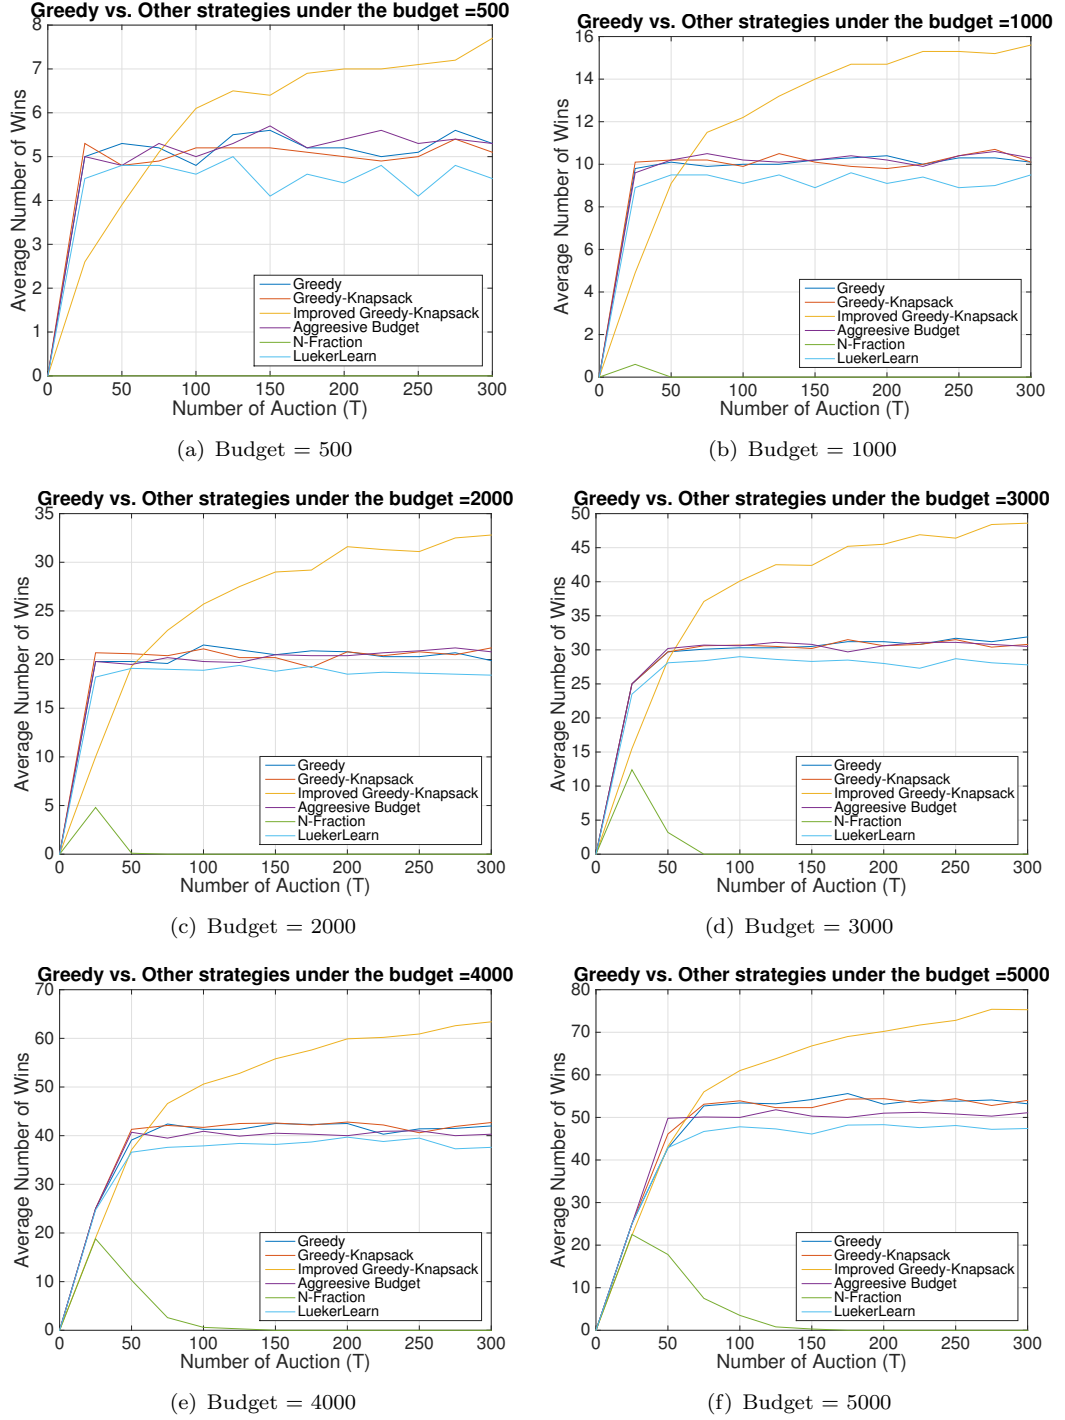 Greedy vs. Other strategies under the budget =500
Average Number of Wins
8
7
6
5
4
3
2
1
0
Greedy
Greedy-Knapsack
Improved Greedy-Knapsack
Aggreesive Budget
N-Fraction
LuekerLearn
0 50 100 150 200 250 300
Number of Auction (T)
(a) Budget = 500
Greedy vs. Other strategies under the budget =1000
Average Number of Wins
16
14
12
10
8
6
4
2
0
Greedy
Greedy-Knapsack
Improved Greedy-Knapsack
Aggreesive Budget
N-Fraction
LuekerLearn
0 50 100 150 200 250 300
Number of Auction (T)
(b) Budget = 1000
Greedy vs. Other strategies under the budget =2000
Average Number of Wins
35
30
25
20
15
10
5
0
Greedy
Greedy-Knapsack
Improved Greedy-Knapsack
Aggreesive Budget
N-Fraction
LuekerLearn
0 50 100 150 200 250 300
Number of Auction (T)
(c) Budget = 2000
Greedy vs. Other strategies under the budget =3000
Average Number of Wins
50
45
40
35
30
25
20
15
10
5
0
Greedy
Greedy-Knapsack
Improved Greedy-Knapsack
Aggreesive Budget
N-Fraction
LuekerLearn
0 50 100 150 200 250 300
Number of Auction (T)
(d) Budget = 3000
Greedy vs. Other strategies under the budget =4000
Average Number of Wins
70
60
50
40
30
20
10
0
Greedy
Greedy-Knapsack
Improved Greedy-Knapsack
Aggreesive Budget
N-Fraction
LuekerLearn
0 50 100 150 200 250 300
Number of Auction (T)
(e) Budget = 4000
Greedy vs. Other strategies under the budget =5000
Average Number of Wins
80
70
60
50
40
30
20
10
0
Greedy
Greedy-Knapsack
Improved Greedy-Knapsack
Aggreesive Budget
N-Fraction
LuekerLearn
0 50 100 150 200 250 300
Number of Auction (T)
(f) Budget = 5000